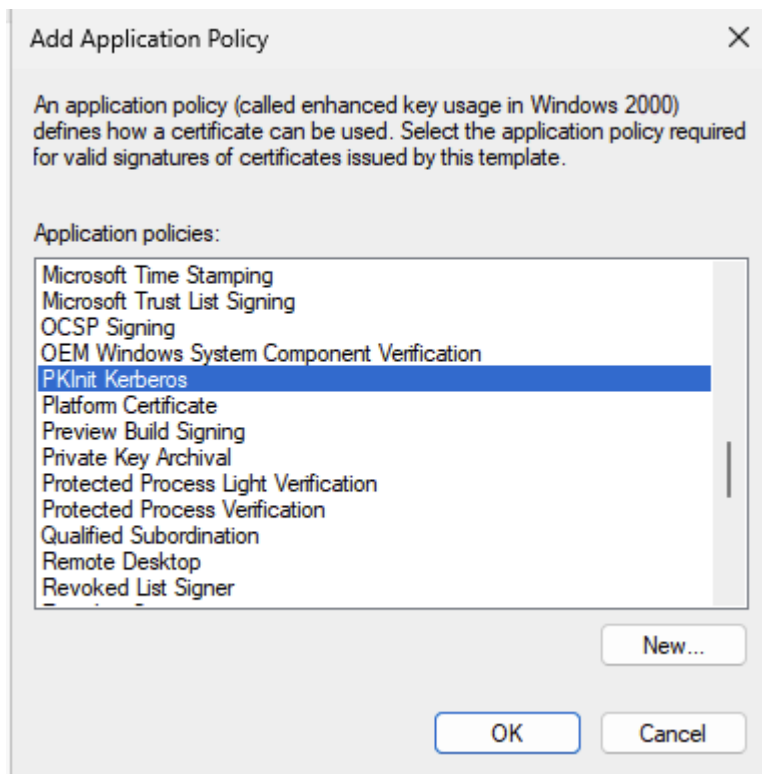 Add Application Policy
An application policy (called enhanced key usage in Windows 2000)
defines how a certificate can be used. Select the application policy required
for valid signatures of certificates issued by this template.
Application policies:
Microsoft Time Stamping
Microsoft Trust List Signing
OCSP Signing
OEM Windows System Component Verification
PKInit Kerberos
Platform Certificate
Preview Build Signing
Private Key Archival
Protected Process Light Verification
Protected Process Verification
Qualified Subordination
Remote Desktop
Revoked List Signer
New...
OK
Cancel